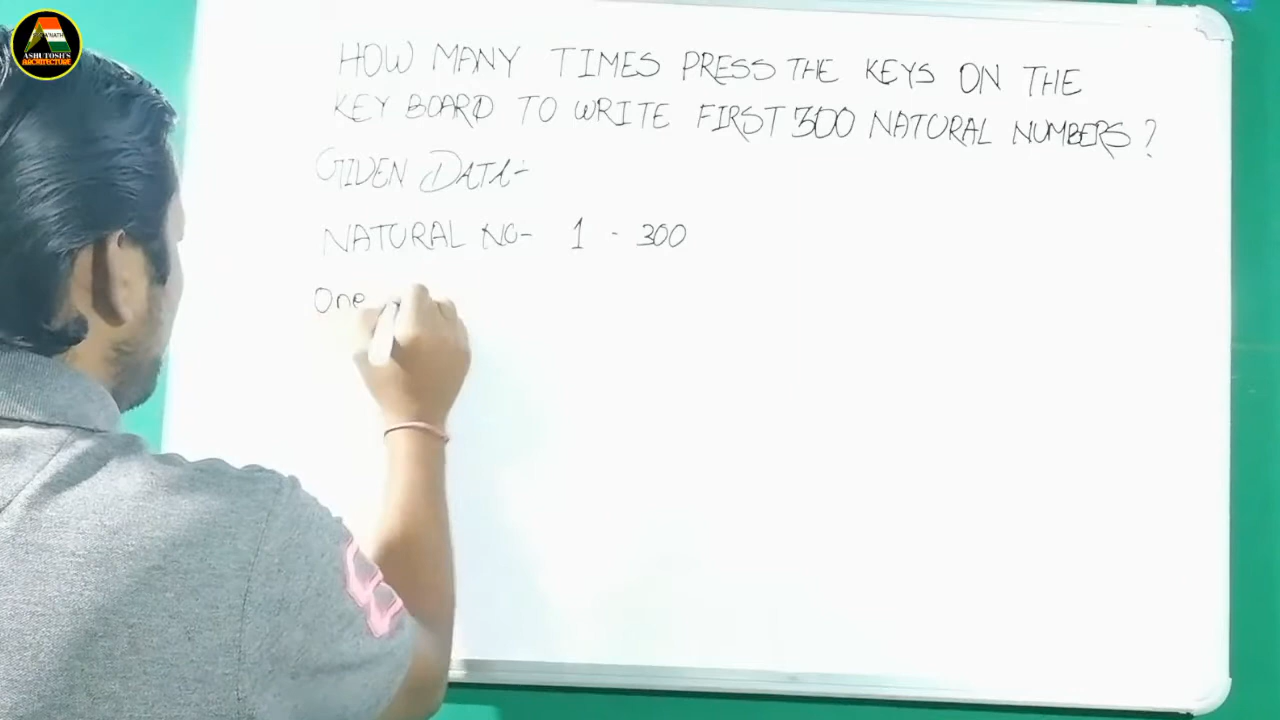 ASHUTOSH'S
ARCHITECTURE
HOW MANY TIMES PRESS THE KEYS ON THE
KEY BOARD TO WRITE FIRST 300 NATURAL NUMBERS?
GIVEN DATA:-
NATURAL NO- 1 - 300
One